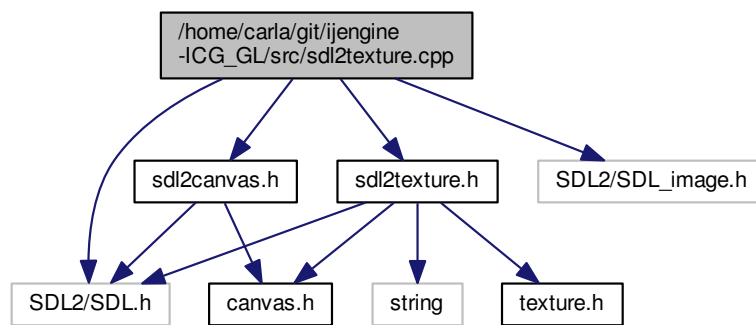 /home/carla/git/ijengine
-ICG_GL/src/sdl2texture.cpp
sdl2canvas.h
sdl2texture.h
SDL2/SDL_image.h
SDL2/SDL.h
canvas.h
string
texture.h